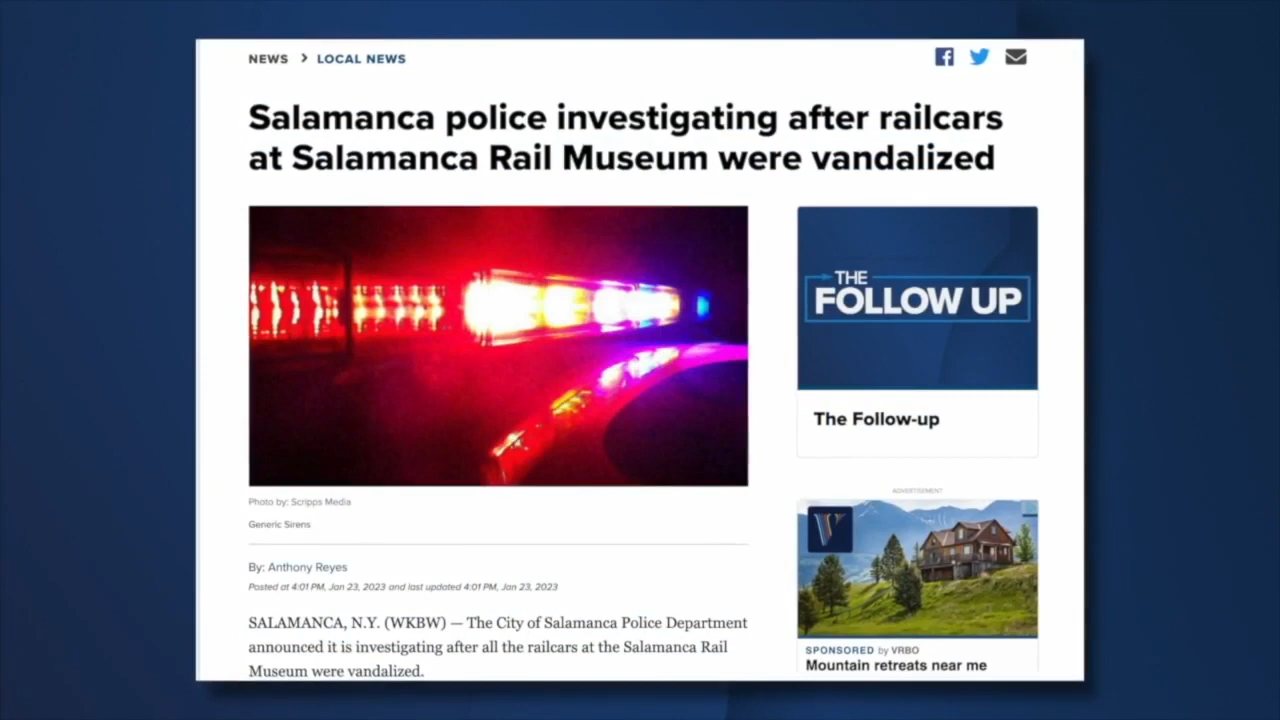 NEWS > LOCAL NEWS
Salamanca police investigating after railcars
at Salamanca Rail Museum were vandalized
THE
FOLLOW UP
The Follow-up
Photo by: Scripps Media
Generic Sirens
By: Anthony Reyes
Posted at 4:01 PM, Jan 23, 2023 and last updated 4:01 PM, Jan 23, 2023
SALAMANCA, N.Y. (WKBW) — The City of Salamanca Police Department
announced it is investigating after all the railcars at the Salamanca Rail
Museum were vandalized.
ADVERTISEMENT
V
SPONSORED by VRBO
Mountain retreats near me